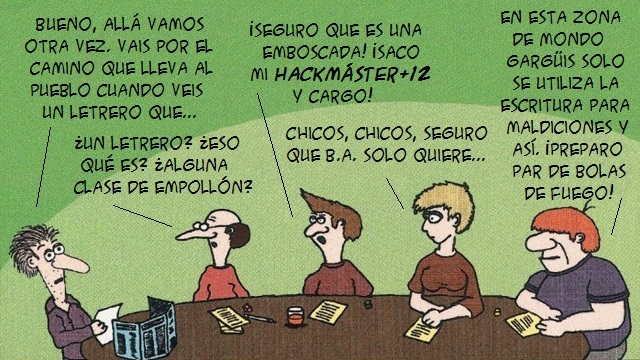 BUENO, ALLÁ VAMOS
OTRA VEZ. VAIS POR EL
CAMINO QUE LLEVA AL
PUEBLO CUANDO VEIS
UN LETRERO QUE...
¿UN LETRERO? ¿ESO
QUÉ ES? ¿ALGUNA
CLASE DE EMPOLLÓN?
¡SEGURO QUE ES UNA
EMBOSCADA! ¡SACO
MI HACKMÁSTER+12
Y CARGO!
CHICOS, CHICOS, SEGURO
QUE B.A. SOLO QUIERE...
EN ESTA ZONA
DE MONDO
GARGÜIS SOLO
SE UTILIZA LA
ESCRITURA PARA
MALDICIONES Y
ASÍ. ¡PREPARO
PAR DE BOLAS
DE FUEGO!